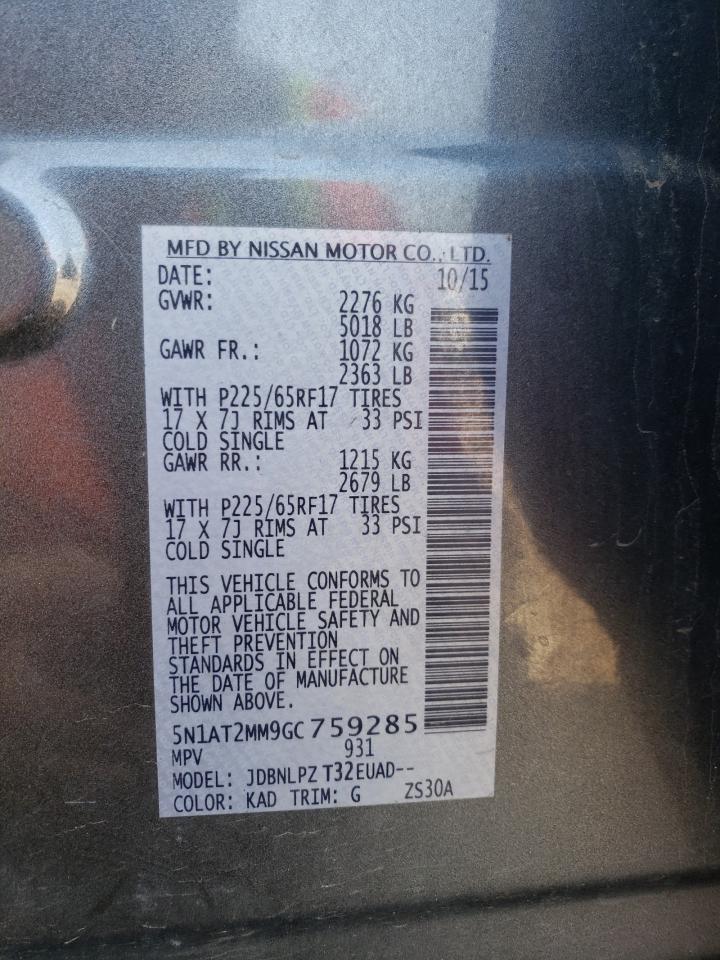 MFD BY NISSAN MOTOR CO., LTD.
DATE: 10/15
GVWR: 2276 KG
5018 LB
GAWR FR.: 1072 KG
2363 LB
WITH P225/65RF17 TIRES
17 X 7J RIMS AT 33 PSI
COLD SINGLE
GAWR RR.: 1215 KG
2679 LB
WITH P225/65RF17 TIRES
17 X 7J RIMS AT 33 PSI
COLD SINGLE
THIS VEHICLE CONFORMS TO
ALL APPLICABLE FEDERAL
MOTOR VEHICLE SAFETY AND
THEFT PREVENTION
STANDARDS IN EFFECT ON
THE DATE OF MANUFACTURE
SHOWN ABOVE.
5N1AT2MM9GC759285
MPV 931
MODEL: JDBNLPZ T32EUAD--
COLOR: KAD TRIM: G ZS30A